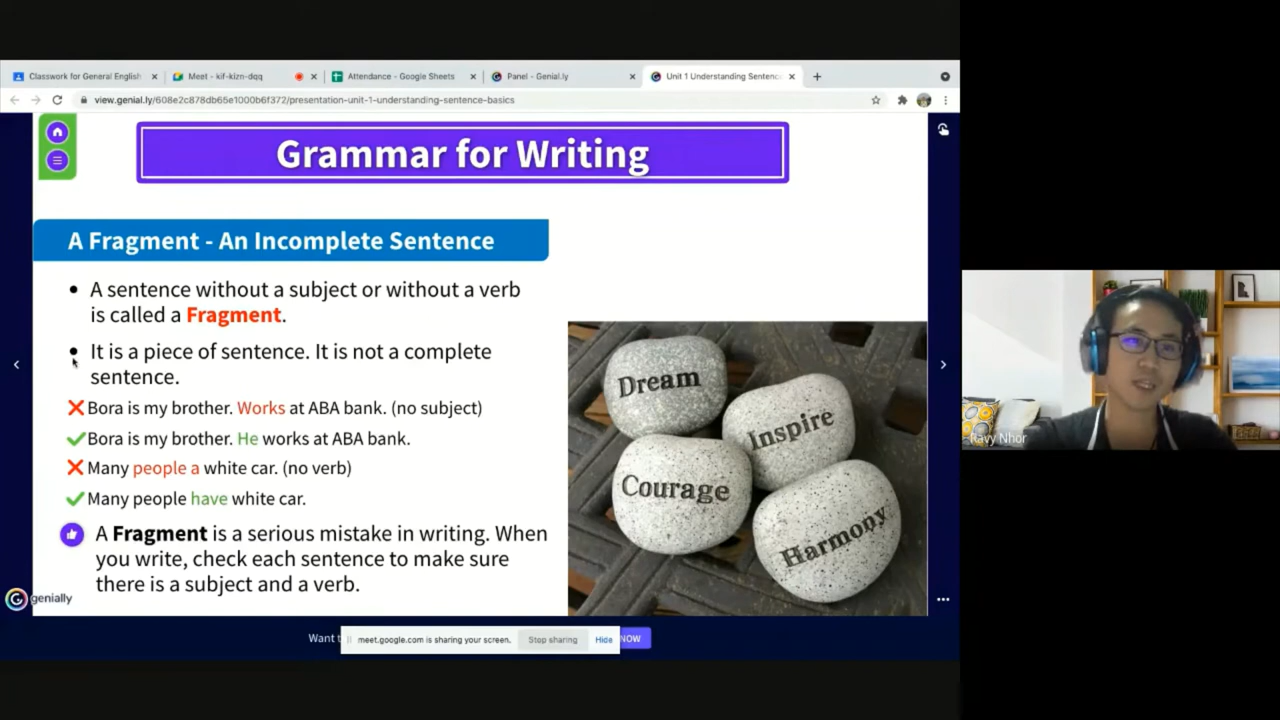 Classwork for General English
Meet - kif-kizn-dqq
Attendance - Google Sheets
Panel - Genial.ly
Unit 1 Understanding Sentenc
view.genial.ly/608e2c878db65e1000b6f372/presentation-unit-1-understanding-sentence-basics
Grammar for Writing
A Fragment - An Incomplete Sentence
A sentence without a subject or without a verb
is called a Fragment.
It is a piece of sentence. It is not a complete
sentence.
Bora is my brother. Works at ABA bank. (no subject)
Bora is my brother. He works at ABA bank.
Many people a white car. (no verb)
Many people have white car.
A Fragment is a serious mistake in writing. When
you write, check each sentence to make sure
there is a subject and a verb.
Dream
Inspire
Courage
Harmony
genially
Want
meet.google.com is sharing your screen.
Stop sharing
Hide
NOW
Ravy Nhor